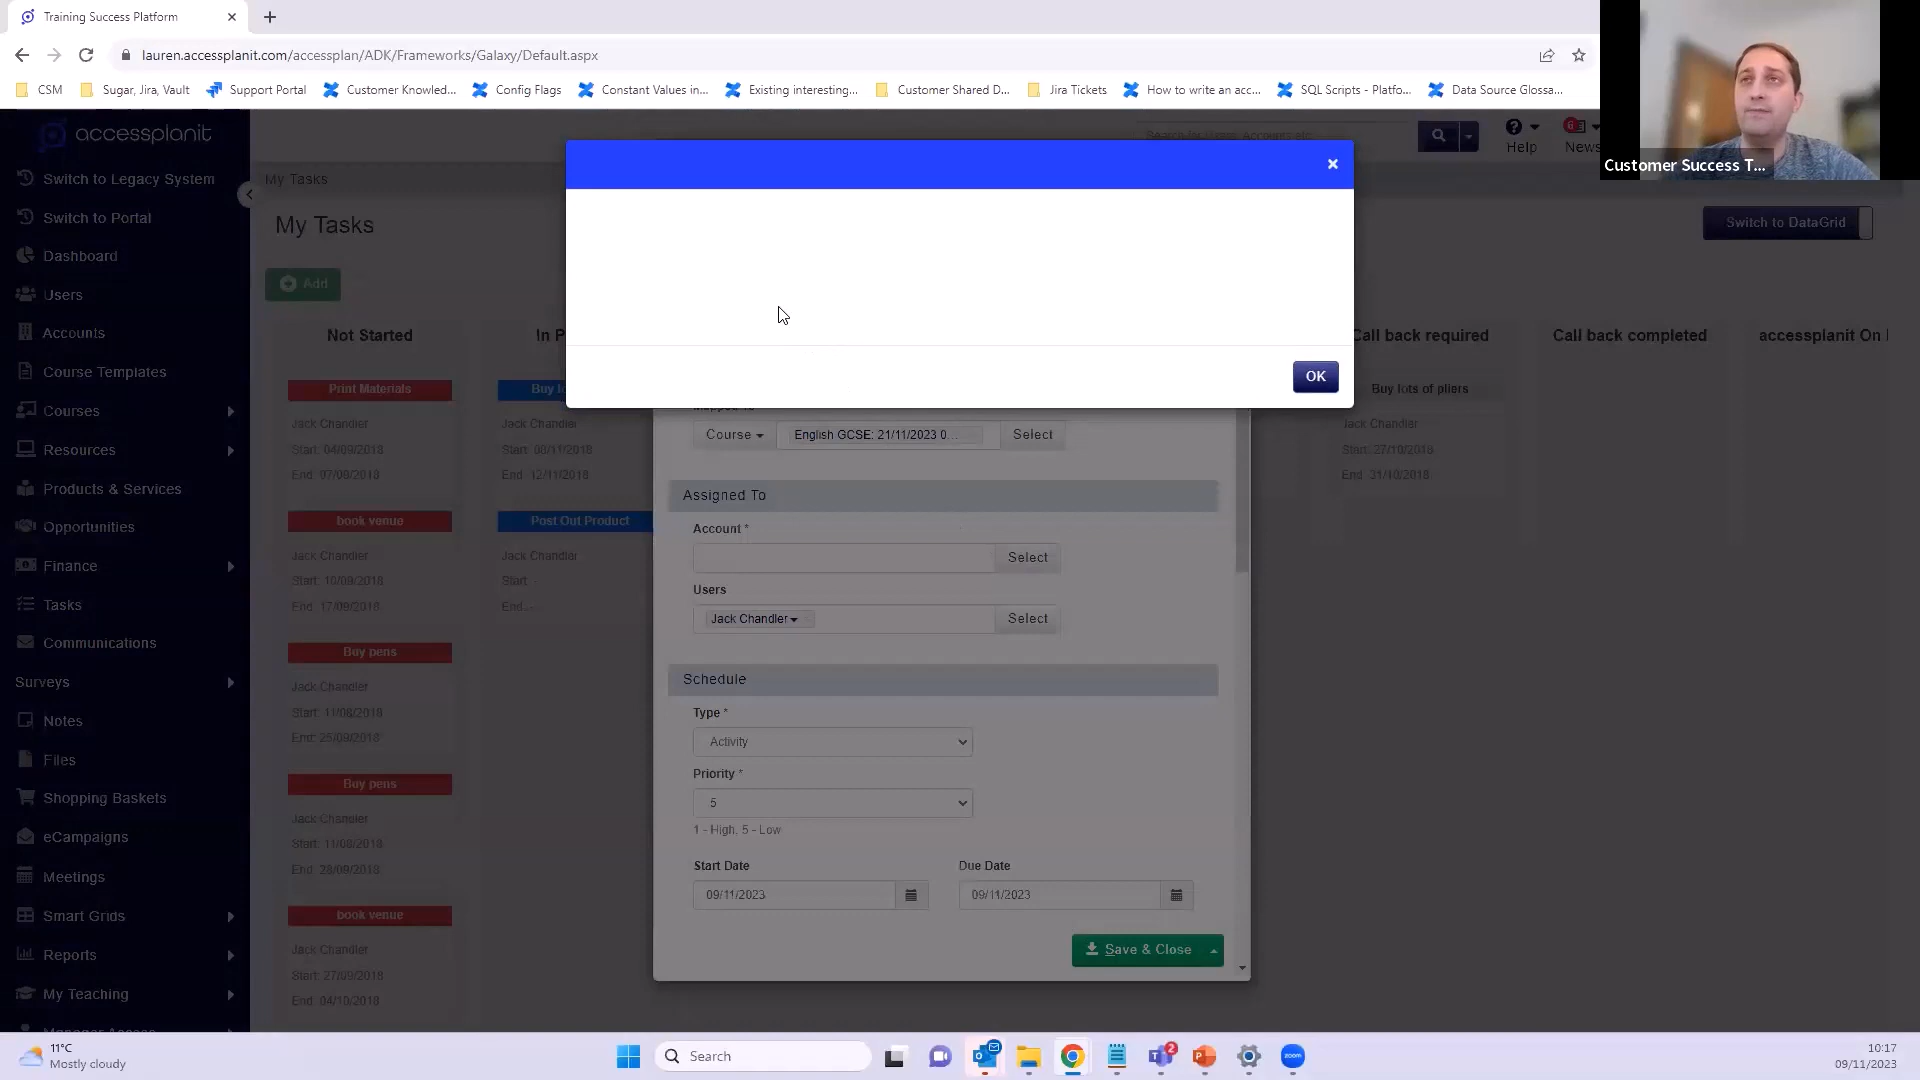 Training Success Platform
lauren.accessplanit.com/accessplan/ADK/Frameworks/Galaxy/Default.aspx
CSM
Sugar, Jira, Vault
Support Portal
Customer Knowled...
Config Flags
Constant Values in...
Existing interesting...
Customer Shared D...
Jira Tickets
How to write an acc...
SQL Scripts - Platfo...
Data Source Glossa...
accessplanit
Help
News
Customer Success T...
Switch to Legacy System
Switch to Portal
Dashboard
Users
Accounts
Course Templates
Courses
Resources
Products & Services
Opportunities
Finance
Tasks
Communications
Surveys
Notes
Files
Shopping Baskets
eCampaigns
Meetings
Smart Grids
Reports
My Teaching
Manager Access
My Tasks
My Tasks
Switch to DataGrid
Add
Not Started
In P
Call back required
Call back completed
accessplanit On
Print Materials
Jack Chandler
Start: 04/09/2018
End: 07/08/2018
book venue
Jack Chandler
Start: 10/09/2018
End: 17/09/2018
Buy pens
Jack Chandler
Start: 11/08/2018
End: 25/09/2018
Buy pens
Jack Chandler
Start: 11/08/2018
End: 28/09/2018
book venue
Jack Chandler
Start: 27/09/2018
End: 04/10/2018
Buy l
Jack Chandler
Start: 00/11/2018
End: 12/11/2018
Post Out Product
Jack Chandler
Start: -
End: -
Buy lots of pliers
Jack Chandler
Start: 27/10/2018
End: 31/10/2018
×
OK
Course
English GCSE: 21/11/2023 0...
Select
Assigned To
Account *
Select
Users
Jack Chandler
Select
Schedule
Type *
Activity
Priority *
5
1 - High, 5 - Low
Start Date
Due Date
09/11/2023
09/11/2023
Save & Close
11°C
Mostly cloudy
Search
2
zoom
10:17
09/11/2023